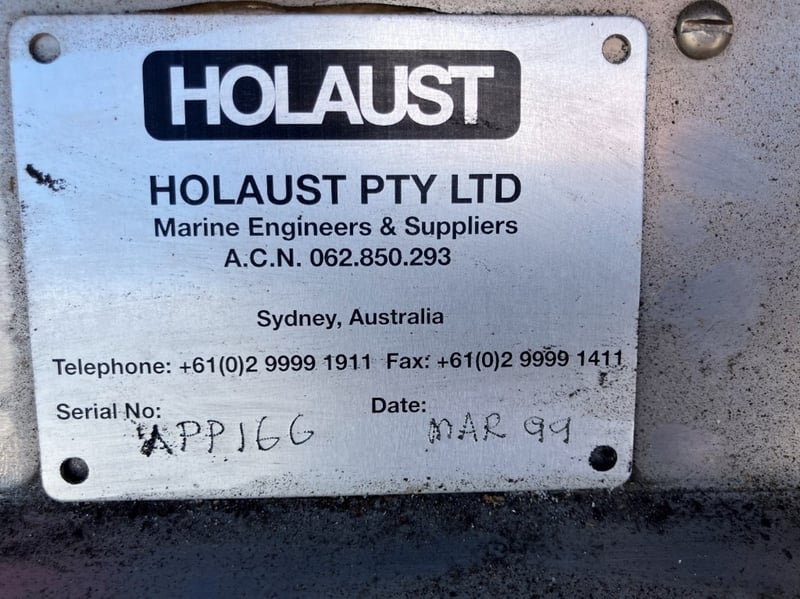 HOLAUST
HOLAUST PTY LTD
Marine Engineers & Suppliers
A.C.N. 062.850.293
Sydney, Australia
Telephone: +61(0)2 9999 1911 Fax: +61(0)2 9999 1411
Serial No: Date:
MAR 99